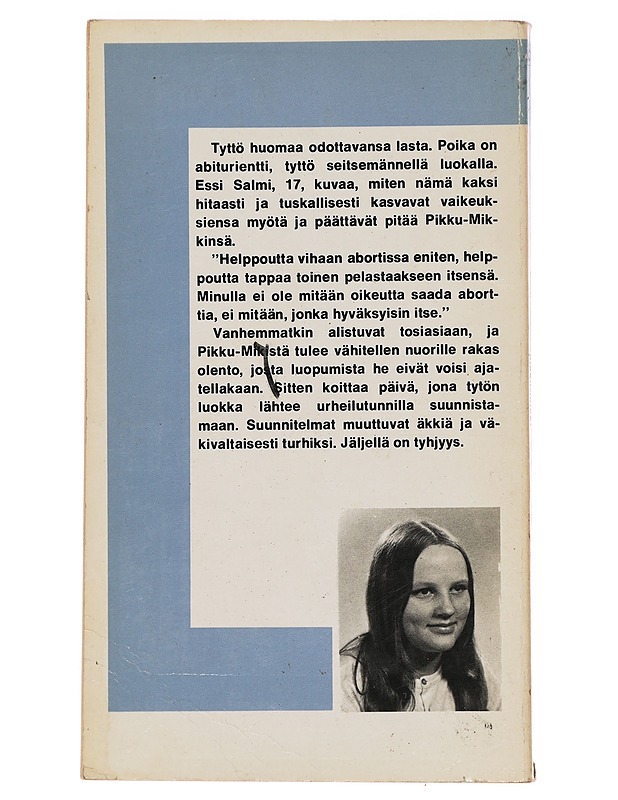 Tyttö huomaa odottavansa lasta. Poika on
abiturientti, tyttö seitsemännellä luokalla.
Essi Salmi, 17, kuvaa, miten nämä kaksi
hitaasti ja tuskallisesti kasvavat vaikeuk-
siensa myötä ja päättävät pitää Pikku-Mik-
kinsä.
”Helppoutta vihaan abortissa eniten, help-
poutta tappaa toinen pelastaakseen itsensä.
Minulla ei ole mitään oikeutta saada abort-
tia, ei mitään, jonka hyväksyisin itse.”
Vanhemmatkin alistuvat tosiasiaan, ja
Pikku-Mikistä tulee vähitellen nuorille rakas
olento, josta luopumista he eivät voisi aja-
tellakaan. Sitten koittaa päivä, jona tytön
luokka lähtee urheilutunnilla suunnista-
maan. Suunnitelmat muuttuvat äkkiä ja vä-
kivaltaisesti turhiksi. Jäljellä on tyhjyys.